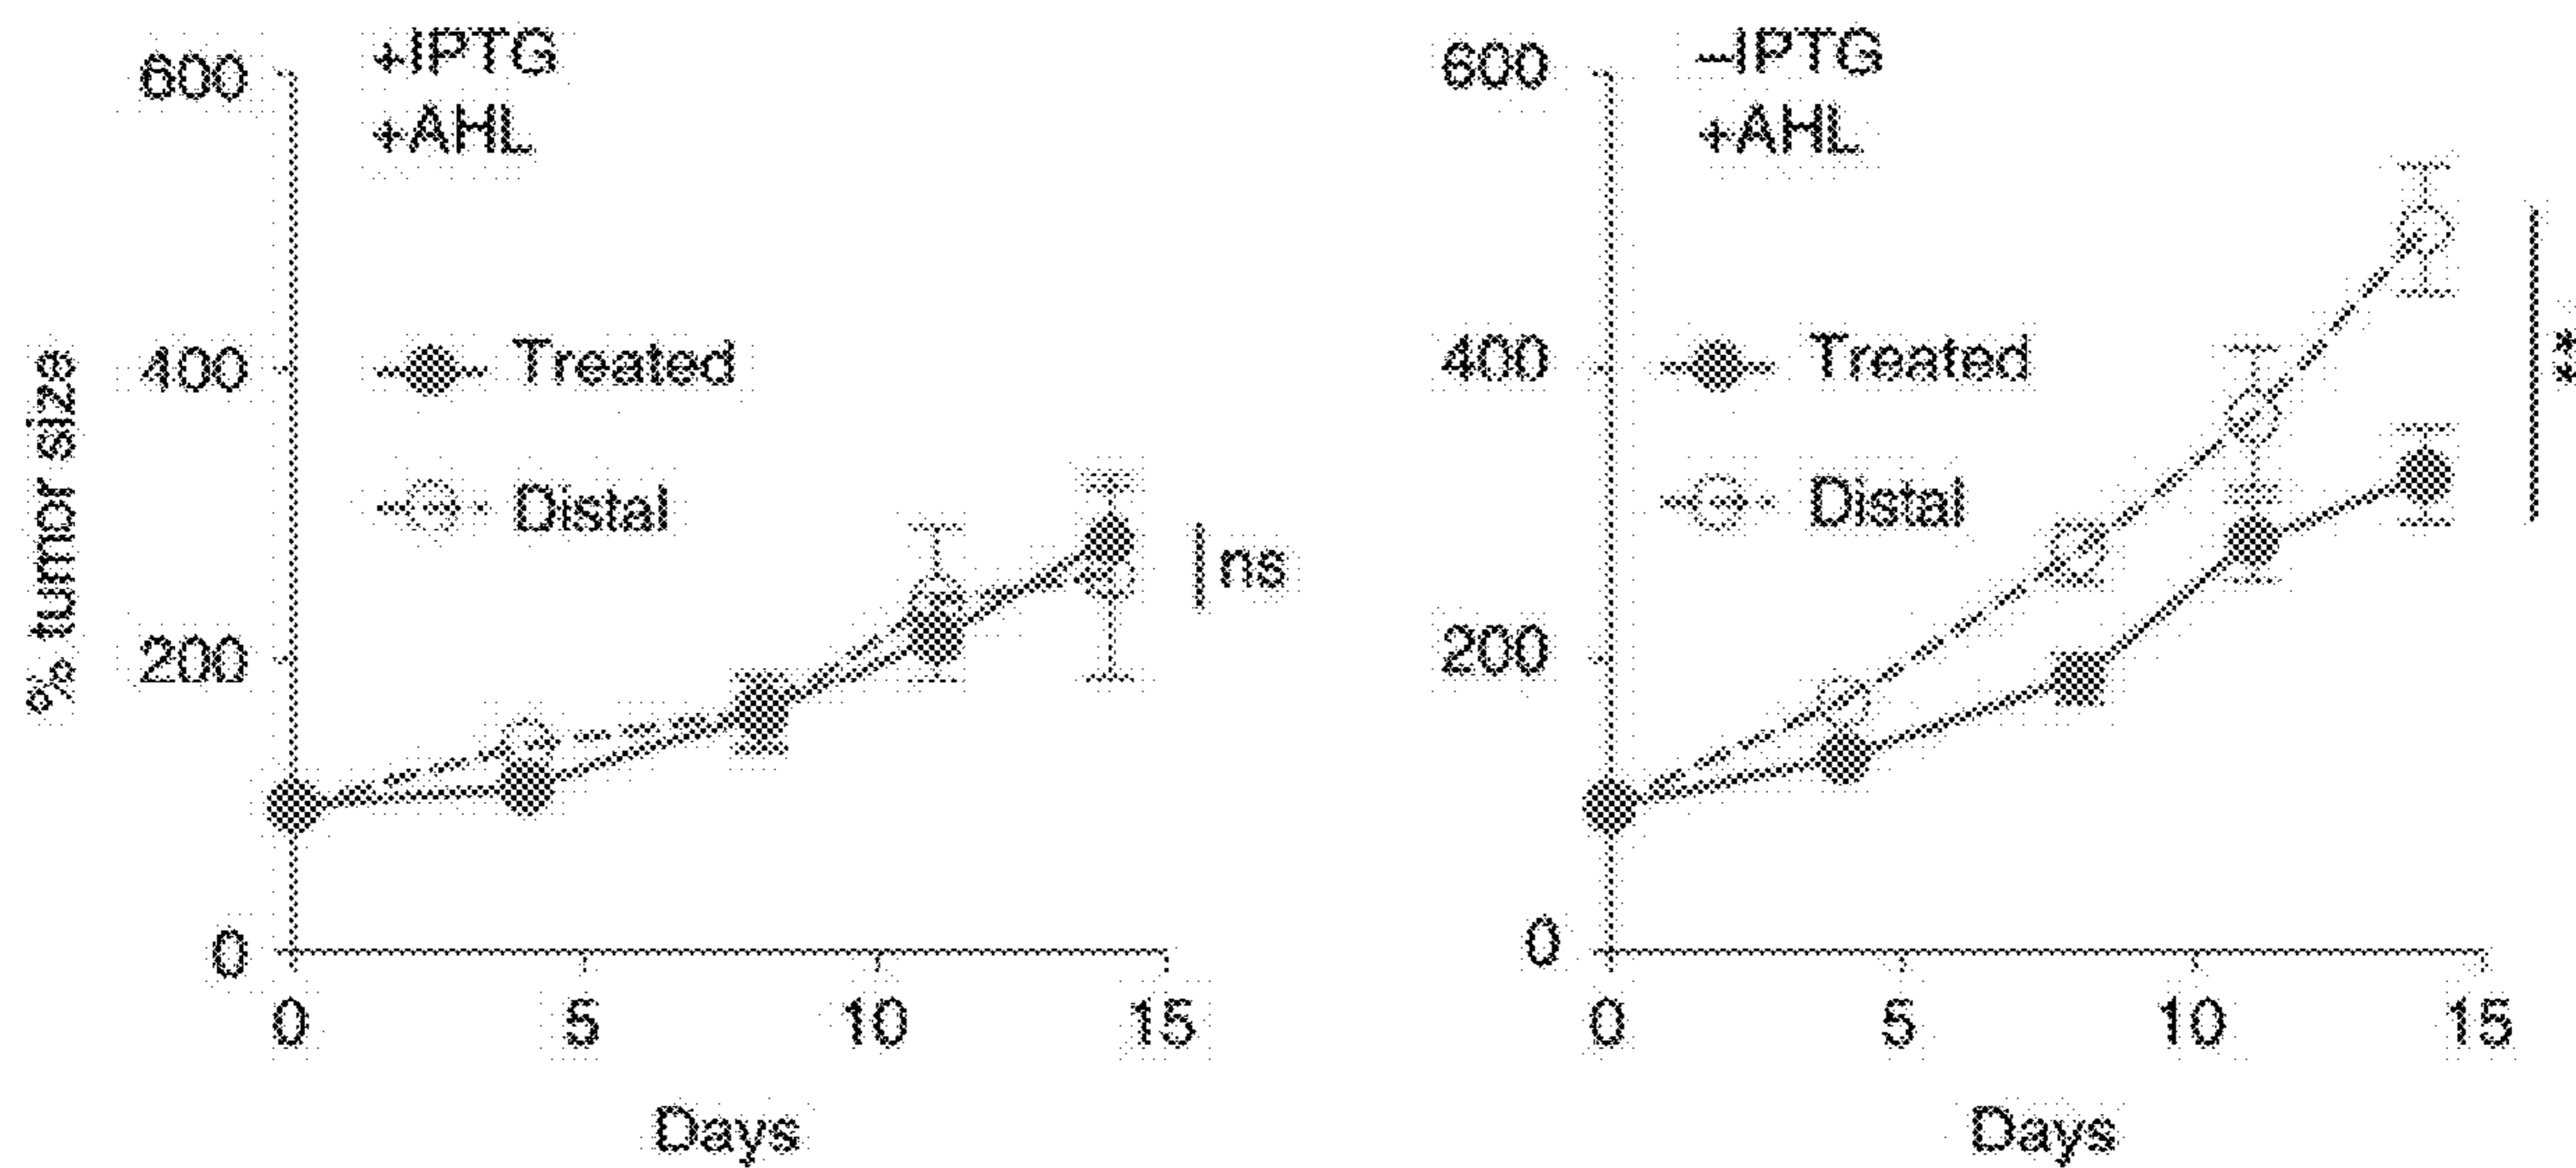 +IPTG
+AHL
600
400
200
0
% tumor size
Treated
Distal
ns
0 5 10 15
Days
–IPTG
+AHL
600
400
200
0
Treated
Distal
0 5 10 15
Days